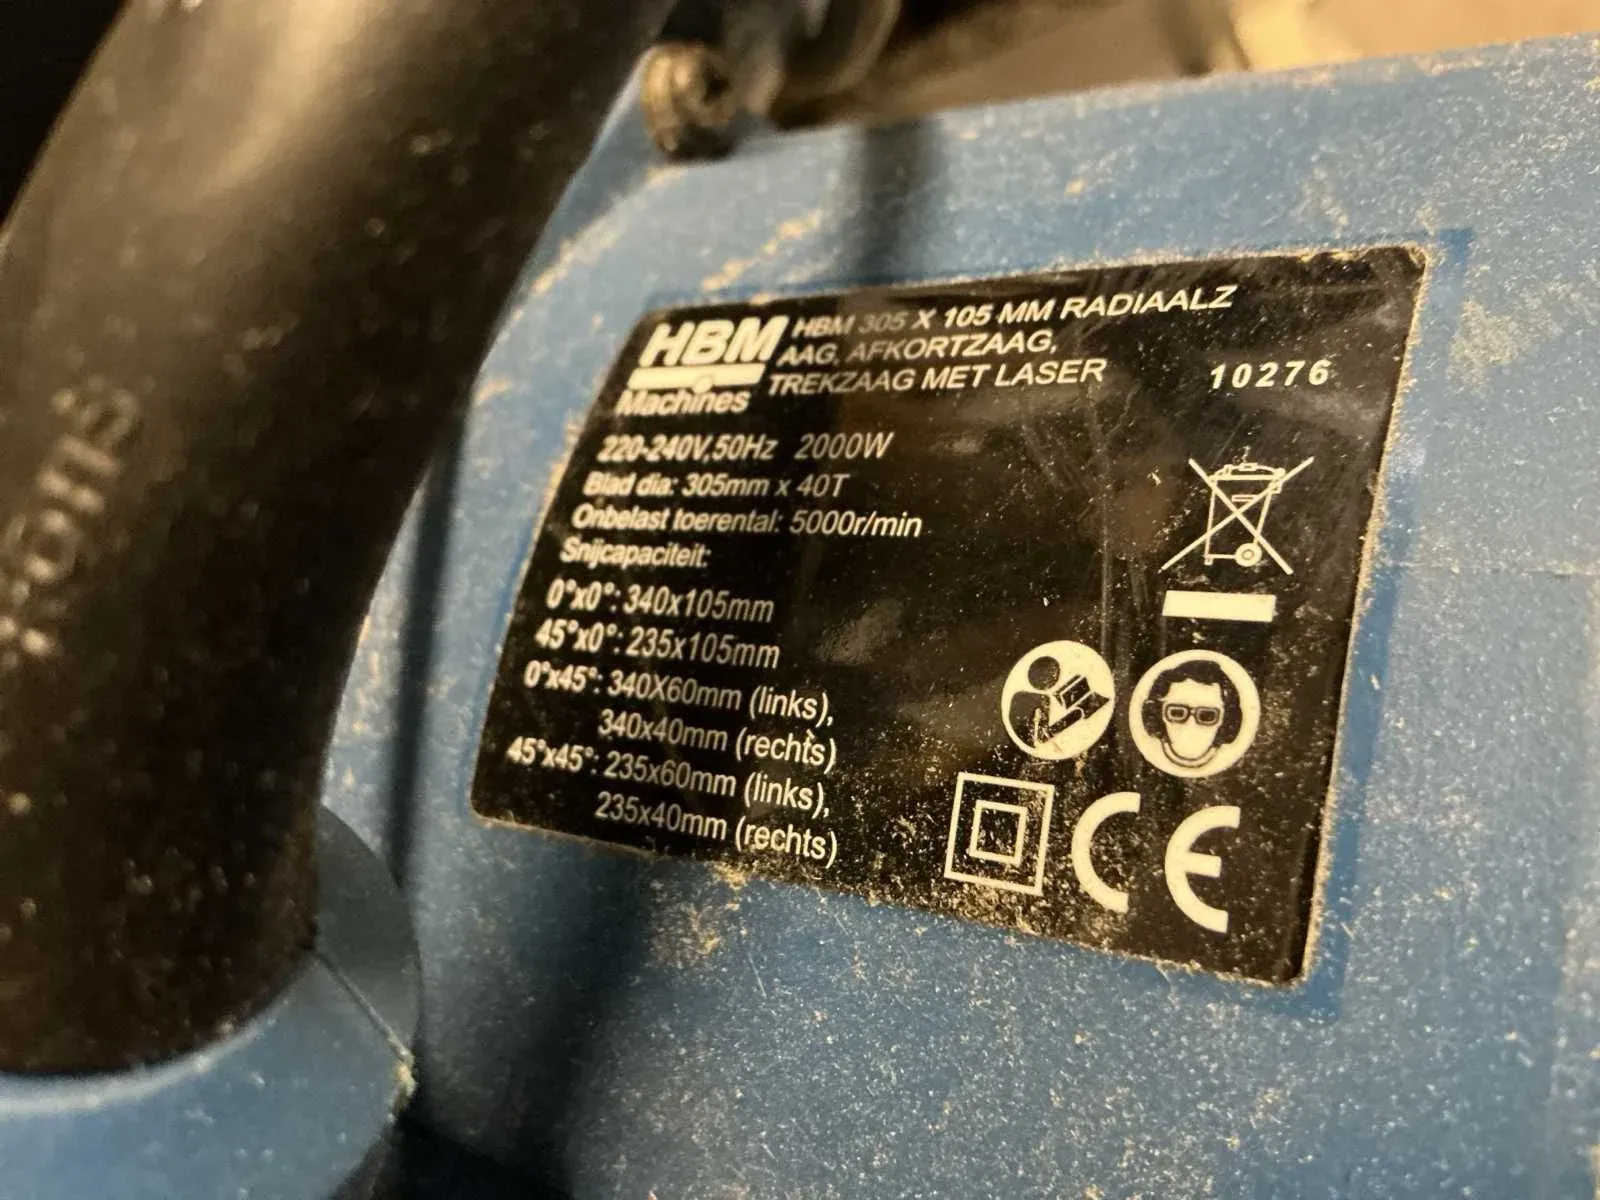 HBM
Machines
HBM 305 X 105 MM RADIAALZ
AAG, AFKORTZAAG,
TREKZAAG MET LASER
10276
220-240V,50Hz 2000W
Blad dia: 305mm x 40T
Onbelast toerental: 5000r/min
Snijcapaciteit:
0°x0°: 340x105mm
45°x0°: 235x105mm
0°x45°: 340X60mm (links),
340x40mm (rechts)
45°x45°: 235x60mm (links),
235x40mm (rechts)
CE